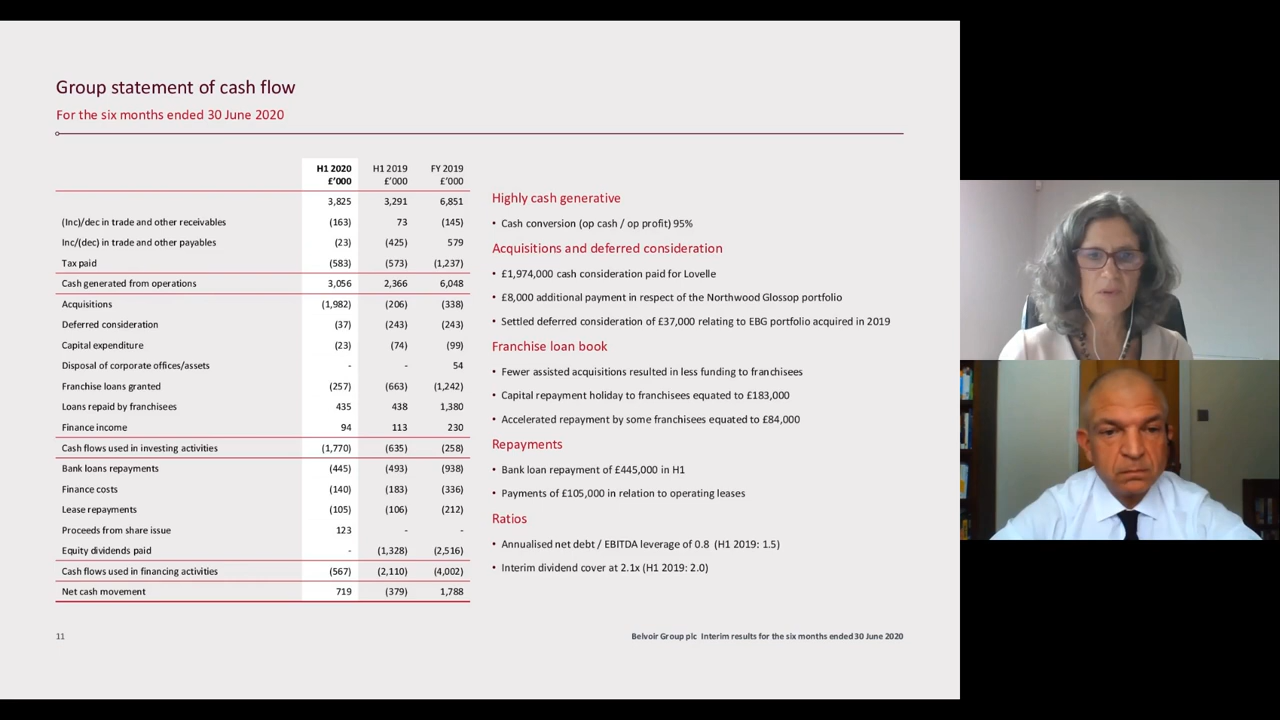 Group statement of cash flow
For the six months ended 30 June 2020
H1 2020 H1 2019 FY 2019
£'000 £'000 £'000
3,825 3,291 6,851
(Inc)/dec in trade and other receivables (163) 73 (145)
Inc/(dec) in trade and other payables (23) (425) 579
Tax paid (583) (573) (1,237)
Cash generated from operations 3,056 2,366 6,048
Acquisitions (1,982) (206) (338)
Deferred consideration (37) (243) (243)
Capital expenditure (23) (74) (99)
Disposal of corporate offices/assets - - 54
Franchise loans granted (257) (663) (1,242)
Loans repaid by franchisees 435 438 1,380
Finance income 94 113 230
Cash flows used in investing activities (1,770) (635) (258)
Bank loans repayments (445) (493) (938)
Finance costs (140) (183) (336)
Lease repayments (105) (106) (212)
Proceeds from share issue 123 - -
Equity dividends paid - (1,328) (2,516)
Cash flows used in financing activities (567) (2,110) (4,002)
Net cash movement 719 (379) 1,788
Highly cash generative
• Cash conversion (op cash / op profit) 95%
Acquisitions and deferred consideration
• £1,974,000 cash consideration paid for Lovelle
• £8,000 additional payment in respect of the Northwood Glossop portfolio
• Settled deferred consideration of £37,000 relating to EBG portfolio acquired in 2019
Franchise loan book
• Fewer assisted acquisitions resulted in less funding to franchisees
• Capital repayment holiday to franchisees equated to £183,000
• Accelerated repayment by some franchisees equated to £84,000
Repayments
• Bank loan repayment of £445,000 in H1
• Payments of £105,000 in relation to operating leases
Ratios
• Annualised net debt / EBITDA leverage of 0.8 (H1 2019: 1.5)
• Interim dividend cover at 2.1x (H1 2019: 2.0)
11
Belvoir Group plc Interim results for the six months ended 30 June 2020